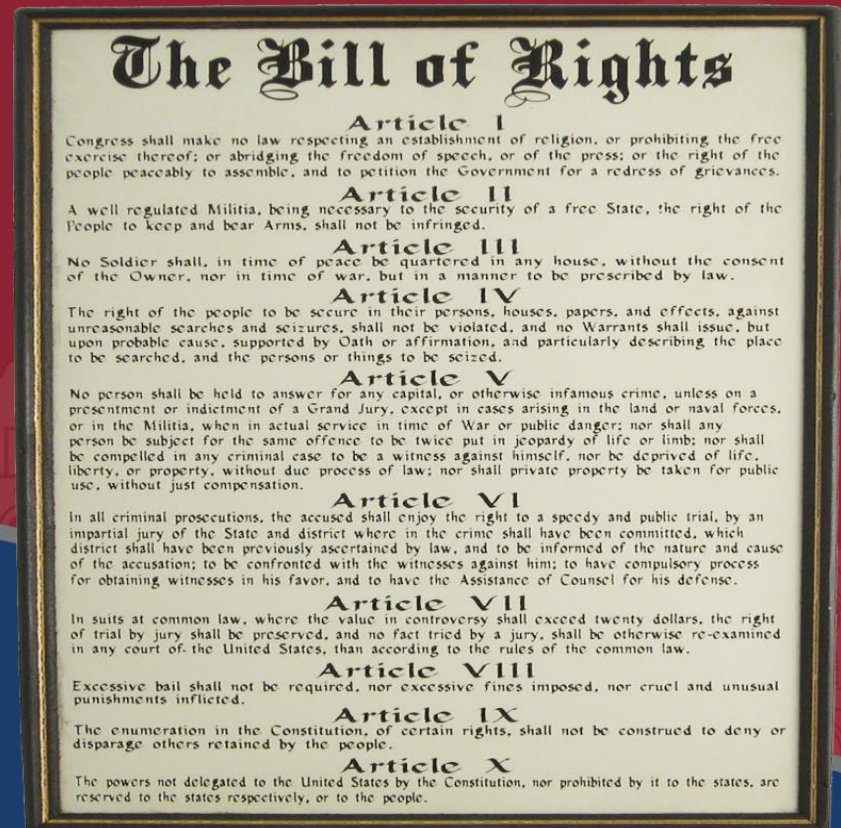 The Bill of Rights
Article I
Congress shall make no law respecting an establishment of religion, or prohibiting the free
exercise thereof; or abridging the freedom of speech, or of the press; or the right of the
people peaceably to assemble, and to petition the Government for a redress of grievances.
Article II
A well regulated Militia, being necessary to the security of a free State, the right of the
People to keep and bear Arms, shall not be infringed.
Article III
No Soldier shall, in time of peace be quartered in any house, without the consent
of the Owner, nor in time of war, but in a manner to be prescribed by law.
Article IV
The right of the people to be secure in their persons, houses, papers, and effects, against
unreasonable searches and seizures, shall not be violated, and no Warrants shall issue, but
upon probable cause, supported by Oath or affirmation, and particularly describing the place
to be searched, and the persons or things to be seized.
Article V
No person shall be held to answer for any capital, or otherwise infamous crime, unless on a
presentment or indictment of a Grand Jury, except in cases arising in the land or naval forces,
or in the Militia, when in actual service in time of War or public danger; nor shall any
person be subject for the same offence to be twice put in jeopardy of life or limb; nor shall
be compelled in any criminal case to be a witness against himself, nor be deprived of life,
liberty, or property, without due process of law; nor shall private property be taken for public
use, without just compensation.
Article VI
In all criminal prosecutions, the accused shall enjoy the right to a speedy and public trial, by an
impartial jury of the State and district where in the crime shall have been committed, which
district shall have been previously ascertained by law, and to be informed of the nature and cause
of the accusation; to be confronted with the witnesses against him; to have compulsory process
for obtaining witnesses in his favor, and to have the Assistance of Counsel for his defense.
Article VII
In suits at common law, where the value in controversy shall exceed twenty dollars, the right
of trial by jury shall be preserved, and no fact tried by a jury, shall be otherwise re-examined
in any court of the United States, than according to the rules of the common law.
Article VIII
Excessive bail shall not be required, nor excessive fines imposed, nor cruel and unusual
punishments inflicted.
Article IX
The enumeration in the Constitution, of certain rights, shall not be construed to deny or
disparage others retained by the people.
Article X
The powers not delegated to the United States by the Constitution, nor prohibited by it to the states, are
reserved to the states respectively, or to the people.